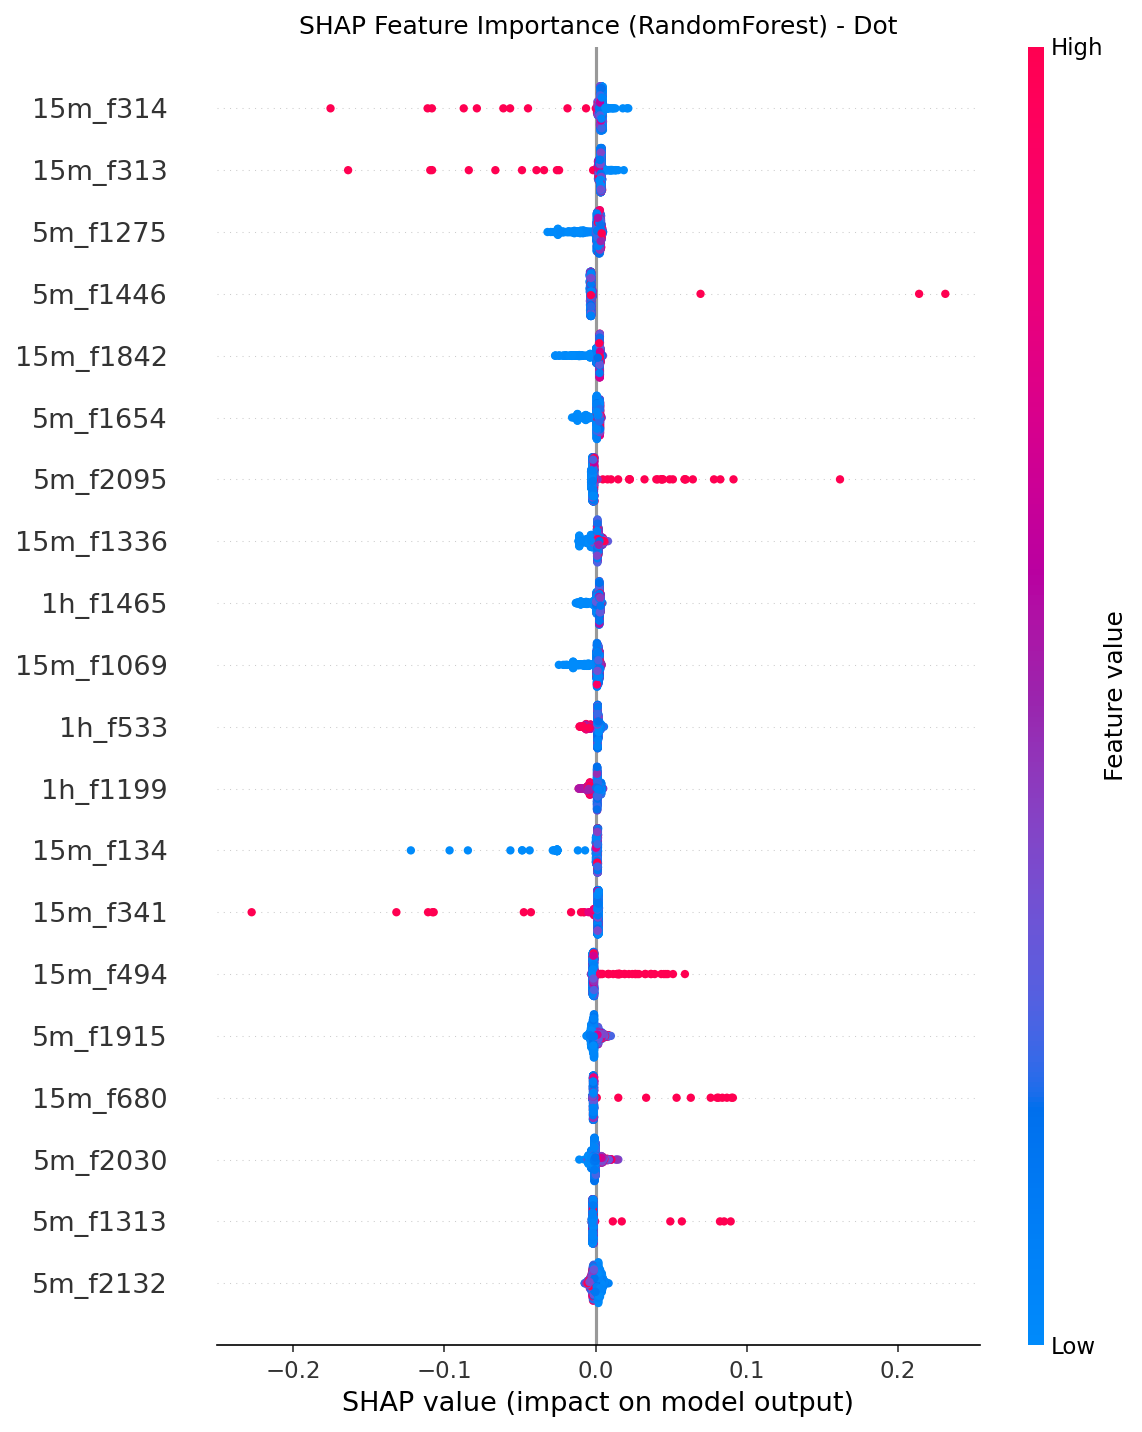 SHAP Feature Importance (RandomForest) - Dot
High
15m_f314
15m_f313
5m_f1275
5m_f1446
15m_f1842
5m_f1654
5m_f2095
15m_f1336
1h_f1465
15m_f1069
1h_f533
1h_f1199
15m_f134
15m_f341
15m_f494
5m_f1915
15m_f680
5m_f2030
5m_f1313
5m_f2132
Feature value
Low
−0.2 −0.1 0.0 0.1 0.2
SHAP value (impact on model output)